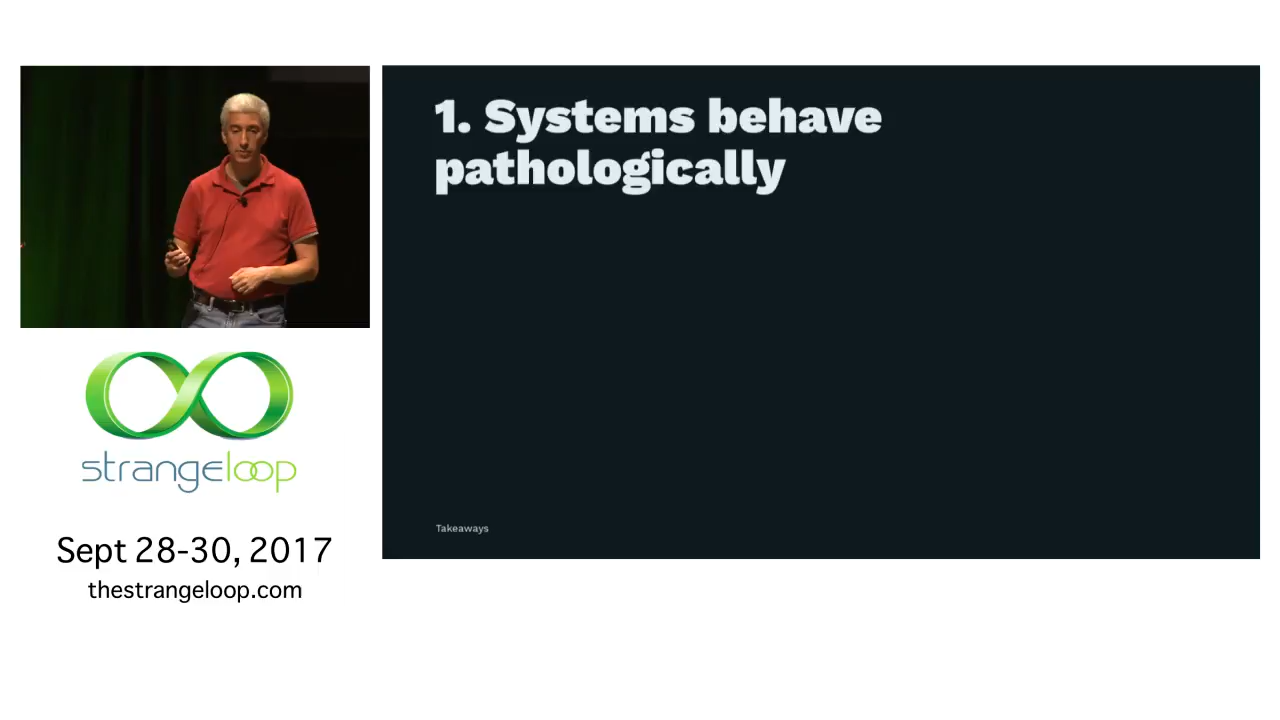 1. Systems behave
pathologically
Takeaways
strangeloop
Sept 28-30, 2017
thestrangeloop.com